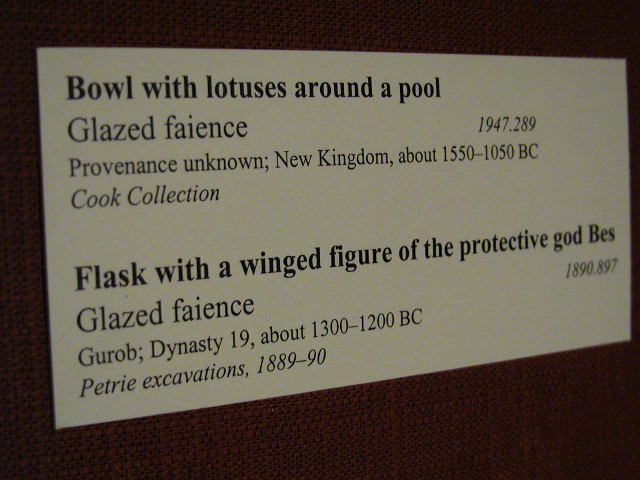 Bowl with lotuses around a pool
Glazed faience 1947.289
Provenance unknown; New Kingdom, about 1550–1050 BC
Cook Collection
Flask with a winged figure of the protective god Bes
Glazed faience 1890.897
Gurob; Dynasty 19, about 1300–1200 BC
Petrie excavations, 1889–90